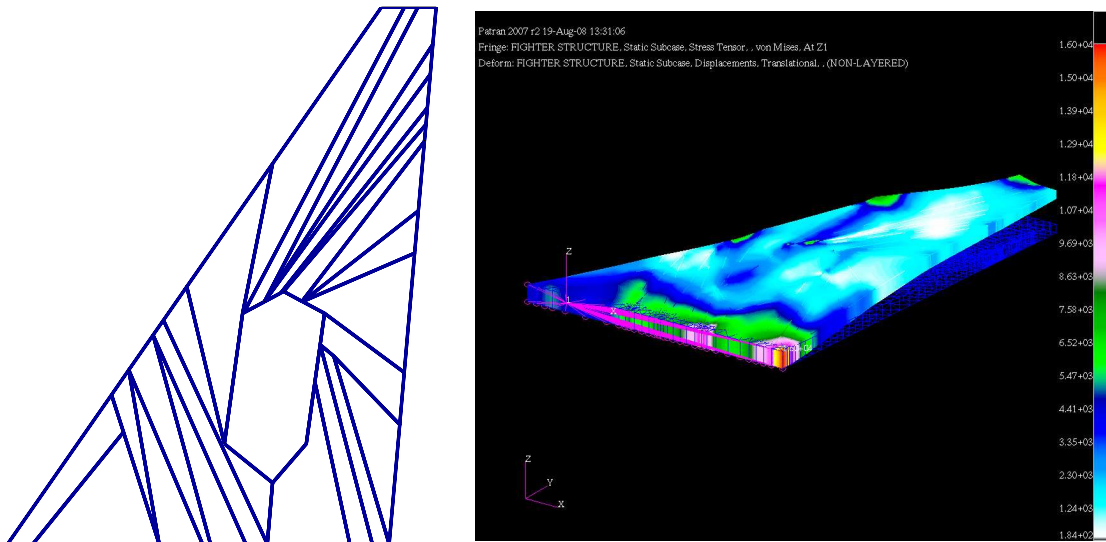 Patran 2007 r2 19-Aug-08 13:31:06
Fringe: FIGHTER STRUCTURE, Static Subcase, Stress Tensor, , von Mises, At Z1
Deform: FIGHTER STRUCTURE, Static Subcase, Displacements, Translational, , (NON-LAYERED)
1.60+04
1.50+04
1.39+04
1.29+04
1.18+04
1.07+04
9.69+03
8.63+03
7.58+03
6.52+03
5.47+03
4.41+03
3.35+03
2.30+03
1.24+03
1.84+02
Z
X
Z
Y
X